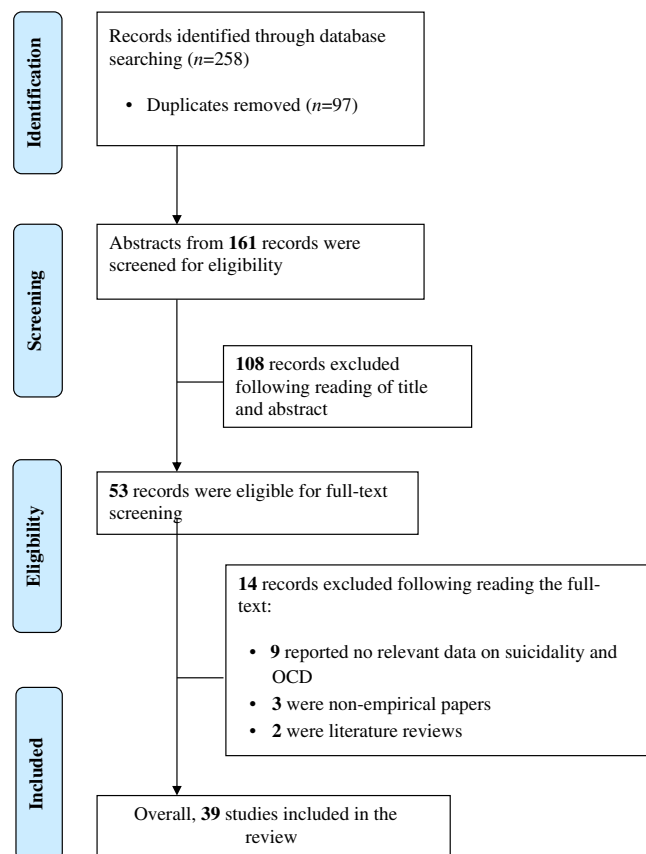 Identification
Records identified through database
searching (n=258)
• Duplicates removed (n=97)
Screening
Abstracts from 161 records were
screened for eligibility
108 records excluded
following reading of title
and abstract
Eligibility
53 records were eligible for full-text
screening
14 records excluded following reading the full-
text:
• 9 reported no relevant data on suicidality and
OCD
• 3 were non-empirical papers
• 2 were literature reviews
Included
Overall, 39 studies included in the
review